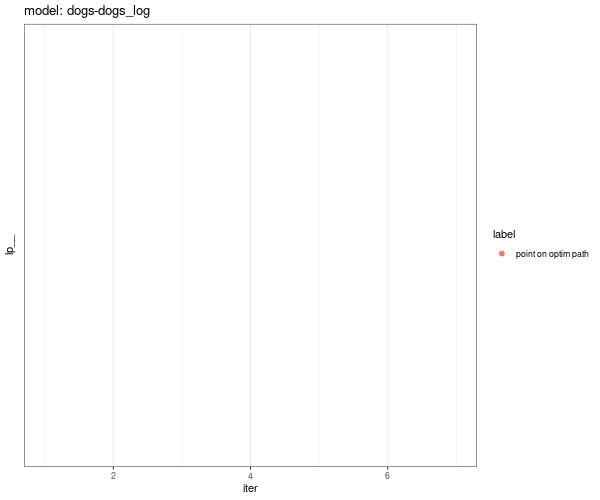 model: dogs-dogs_log
lp__
label
point on optim path
2
4
6
iter